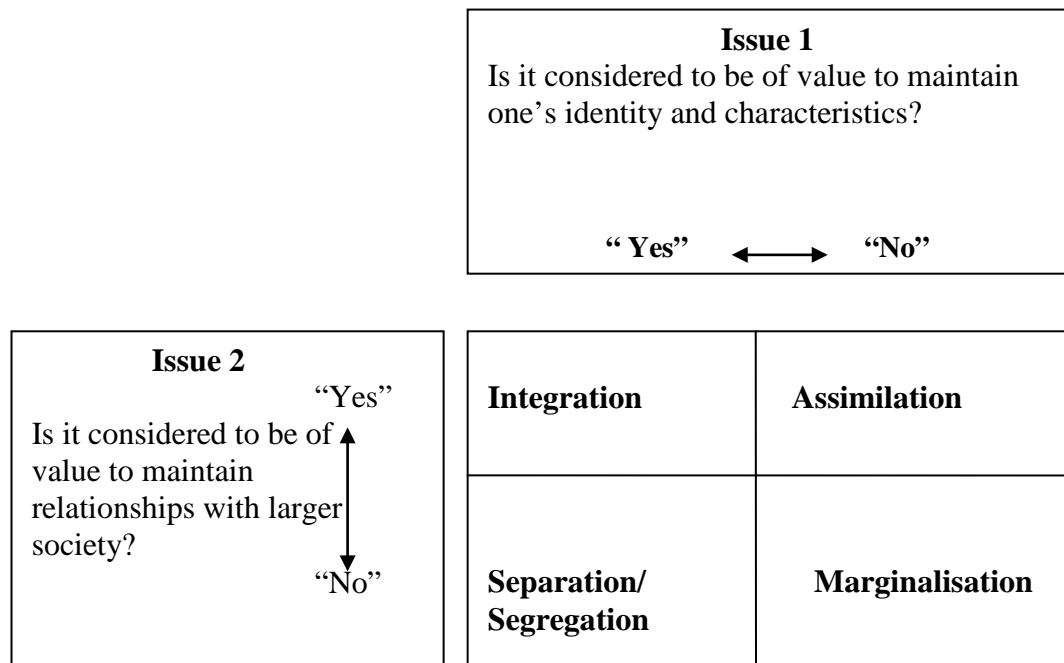 Issue 1
Is it considered to be of value to maintain
one’s identity and characteristics?
“ Yes” “No”
Issue 2
“Yes”
Is it considered to be of
value to maintain
relationships with larger
society?
“No”
Integration
Assimilation
Separation/
Segregation
Marginalisation